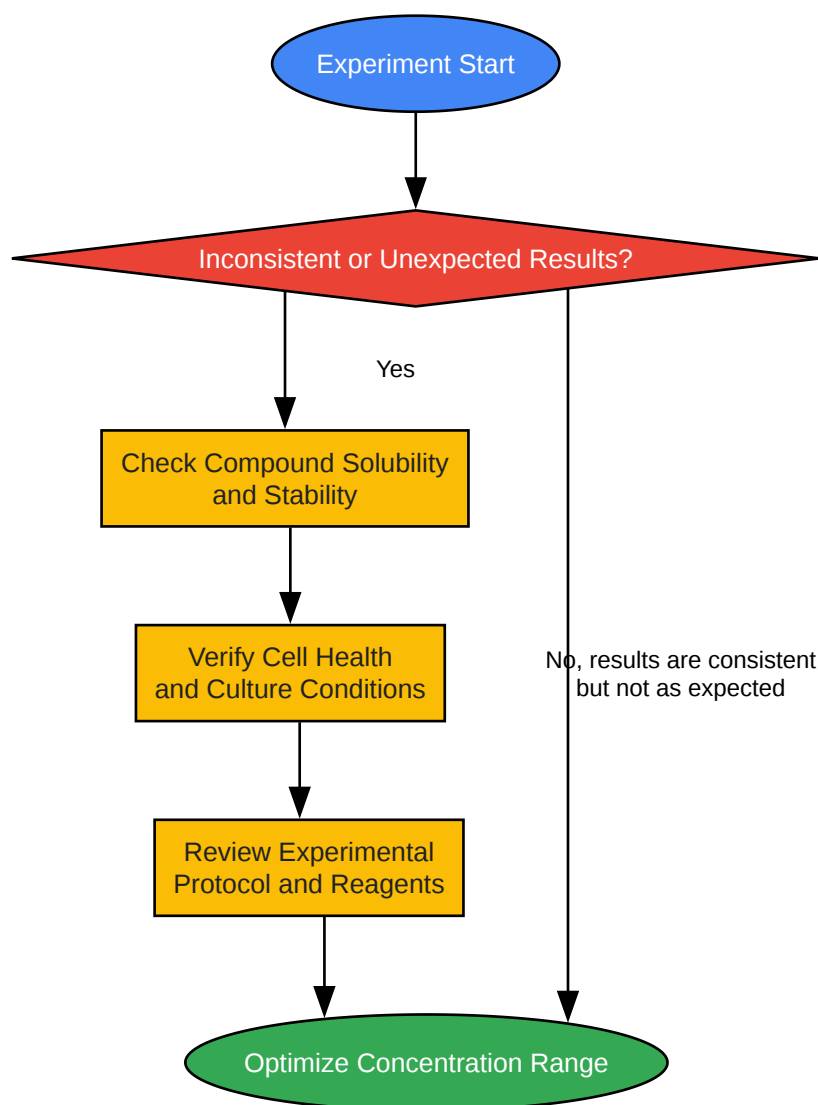 Experiment Start
Inconsistent or Unexpected Results?
Yes
Check Compound Solubility
and Stability
Verify Cell Health
and Culture Conditions
No, results are consistent
but not as expected
Review Experimental
Protocol and Reagents
Optimize Concentration Range